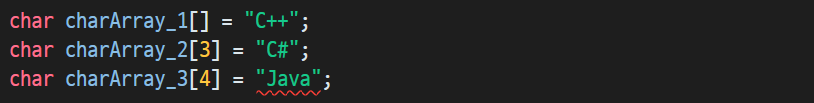 char charArray_1[] = "C++";
char charArray_2[3] = "C#";
char charArray_3[4] = "Java";